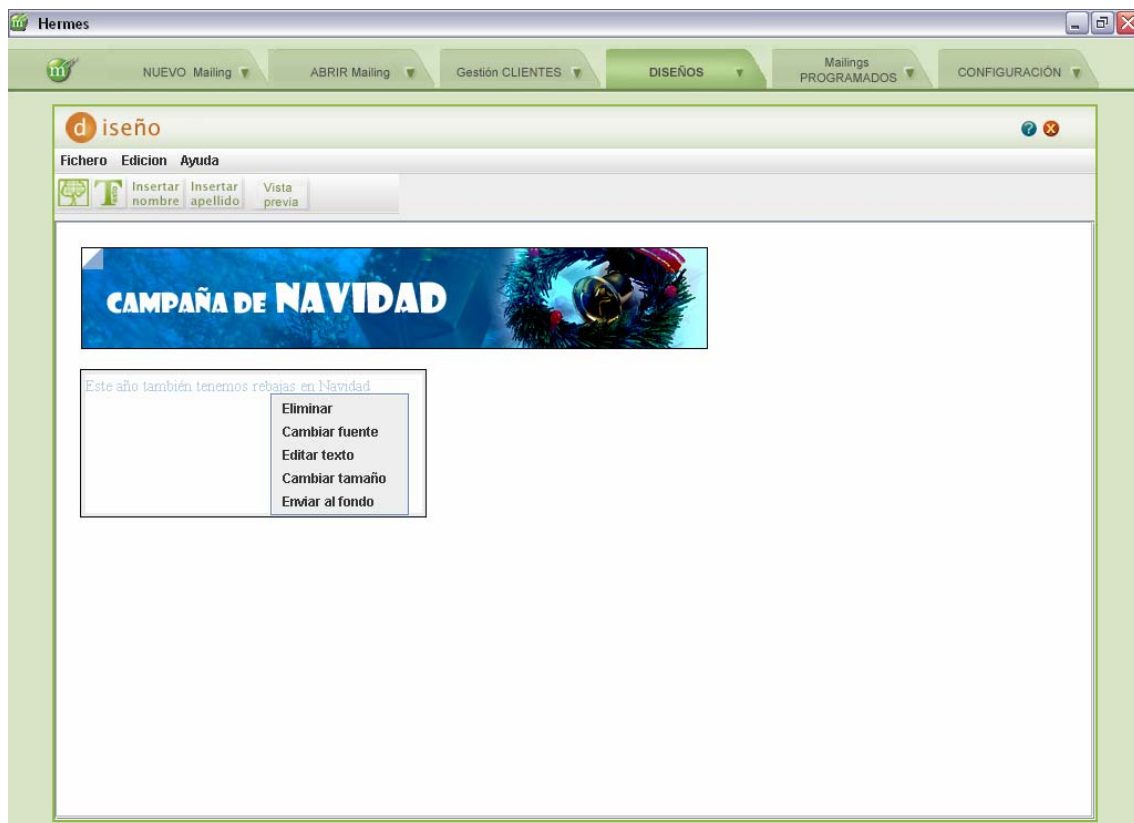 Hermes
NUEVO Mailing
ABRIR Mailing
Gestión CLIENTES
DISEÑOS
Mailings
PROGRAMADOS
CONFIGURACIÓN
diseño
Fichero Edicion Ayuda
Insertar nombre
Insertar apellido
Vista previa
CAMPAÑA DE NAVIDAD
Este año también tenemos rebajas en Navidad
Eliminar
Cambiar fuente
Editar texto
Cambiar tamaño
Enviar al fondo